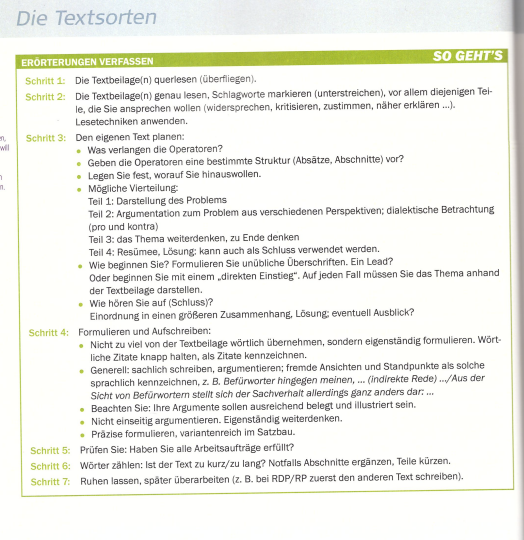 Die Textsorten
ERÖRTERUNGEN VERFASSEN
SO GEHT'S
Schritt 1: Die Textbeilage(n) querlesen (überfliegen).
Schritt 2: Die Textbeilage(n) genau lesen, Schlagworte markieren (unterstreichen), vor allem diejenigen Tei-
le, die Sie ansprechen wollen (widersprechen, kritisieren, zustimmen, näher erklären ...).
Lesetechniken anwenden.
Schritt 3: Den eigenen Text planen:
• Was verlangen die Operatoren?
• Geben die Operatoren eine bestimmte Struktur (Absätze, Abschnitte) vor?
• Legen Sie fest, worauf Sie hinauswollen.
• Mögliche Vierteilung:
Teil 1: Darstellung des Problems
Teil 2: Argumentation zum Problem aus verschiedenen Perspektiven; dialektische Betrachtung
(pro und kontra)
Teil 3: das Thema weiterdenken, zu Ende denken
Teil 4: Resümee, Lösung; kann auch als Schluss verwendet werden.
• Wie beginnen Sie? Formulieren Sie unübliche Überschriften. Ein Lead?
Oder beginnen Sie mit einem „direkten Einstieg“. Auf jeden Fall müssen Sie das Thema anhand
der Textbeilage darstellen.
• Wie hören Sie auf (Schluss)?
Einordnung in einen größeren Zusammenhang, Lösung; eventuell Ausblick?
Schritt 4: Formulieren und Aufschreiben:
• Nicht zu viel von der Textbeilage wörtlich übernehmen, sondern eigenständig formulieren. Wört-
liche Zitate knapp halten, als Zitate kennzeichnen.
• Generell: sachlich schreiben, argumentieren; fremde Ansichten und Standpunkte als solche
sprachlich kennzeichnen, z. B. Befürworter hingegen meinen, ... (indirekte Rede) .../Aus der
Sicht von Befürwortern stellt sich der Sachverhalt allerdings ganz anders dar: ...
• Beachten Sie: Ihre Argumente sollen ausreichend belegt und illustriert sein.
• Nicht einseitig argumentieren. Eigenständig weiterdenken.
• Präzise formulieren, variantenreich im Satzbau.
Schritt 5: Prüfen Sie: Haben Sie alle Arbeitsaufträge erfüllt?
Schritt 6: Wörter zählen: Ist der Text zu kurz/zu lang? Notfalls Abschnitte ergänzen, Teile kürzen.
Schritt 7: Ruhen lassen, später überarbeiten (z. B. bei RDP/RP zuerst den anderen Text schreiben).
will